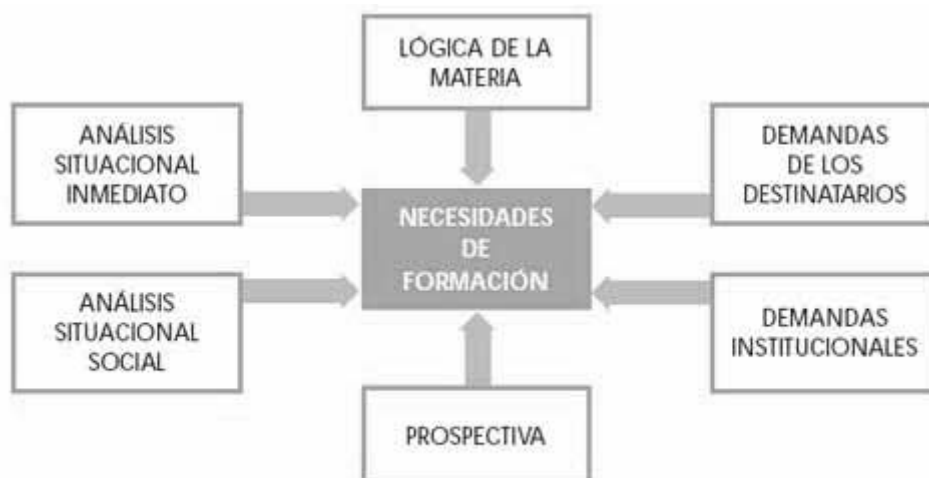 LÓGICA DE LA
MATERIA
ANÁLISIS
SITUACIONAL
INMEDIATO
DEMANDAS
DE LOS
DESTINATARIOS
NECESIDADES
DE
FORMACIÓN
ANÁLISIS
SITUACIONAL
SOCIAL
DEMANDAS
INSTITUCIONALES
PROSPECTIVA